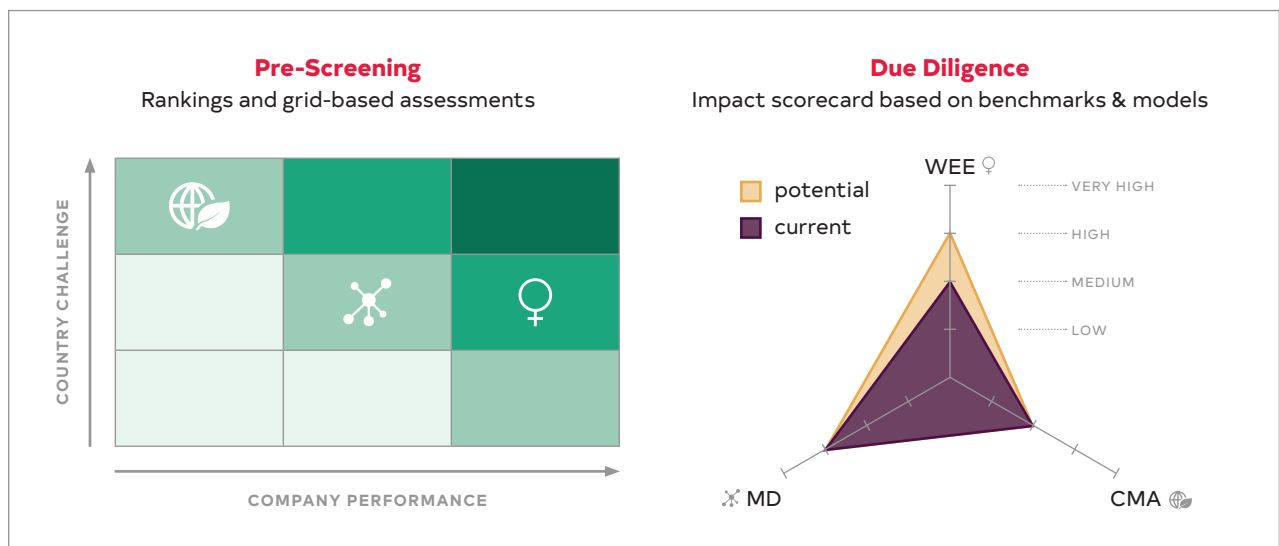 Pre-Screening
Rankings and grid-based assessments
COUNTRY CHALLENGE
COMPANY PERFORMANCE
Due Diligence
Impact scorecard based on benchmarks & models
potential
current
WEE
VERY HIGH
HIGH
MEDIUM
LOW
MD
CMA